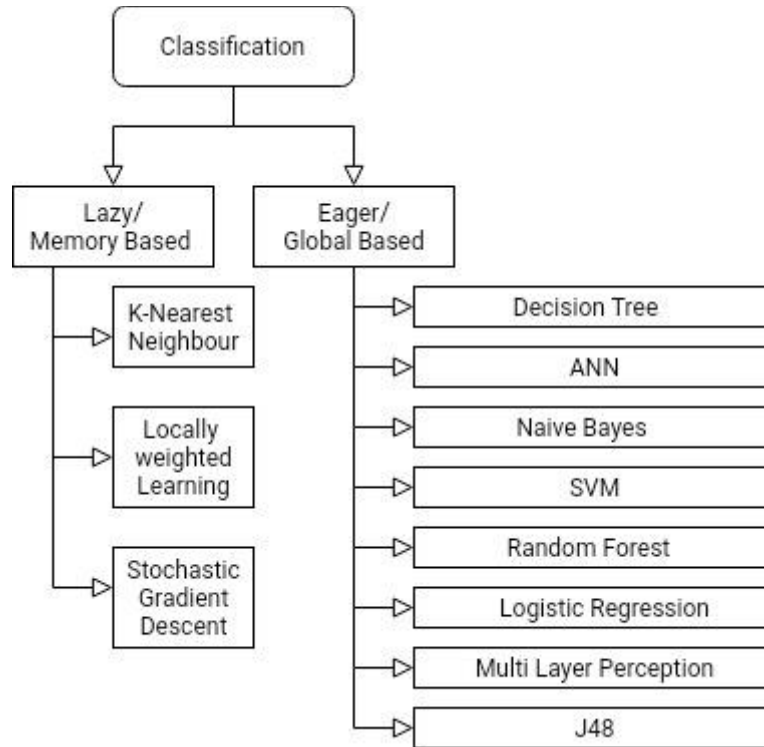 Classification
Lazy/
Memory Based
Eager/
Global Based
K-Nearest
Neighbour
Locally
weighted
Learning
Stochastic
Gradient
Descent
Decision Tree
ANN
Naive Bayes
SVM
Random Forest
Logistic Regression
Multi Layer Perception
J48